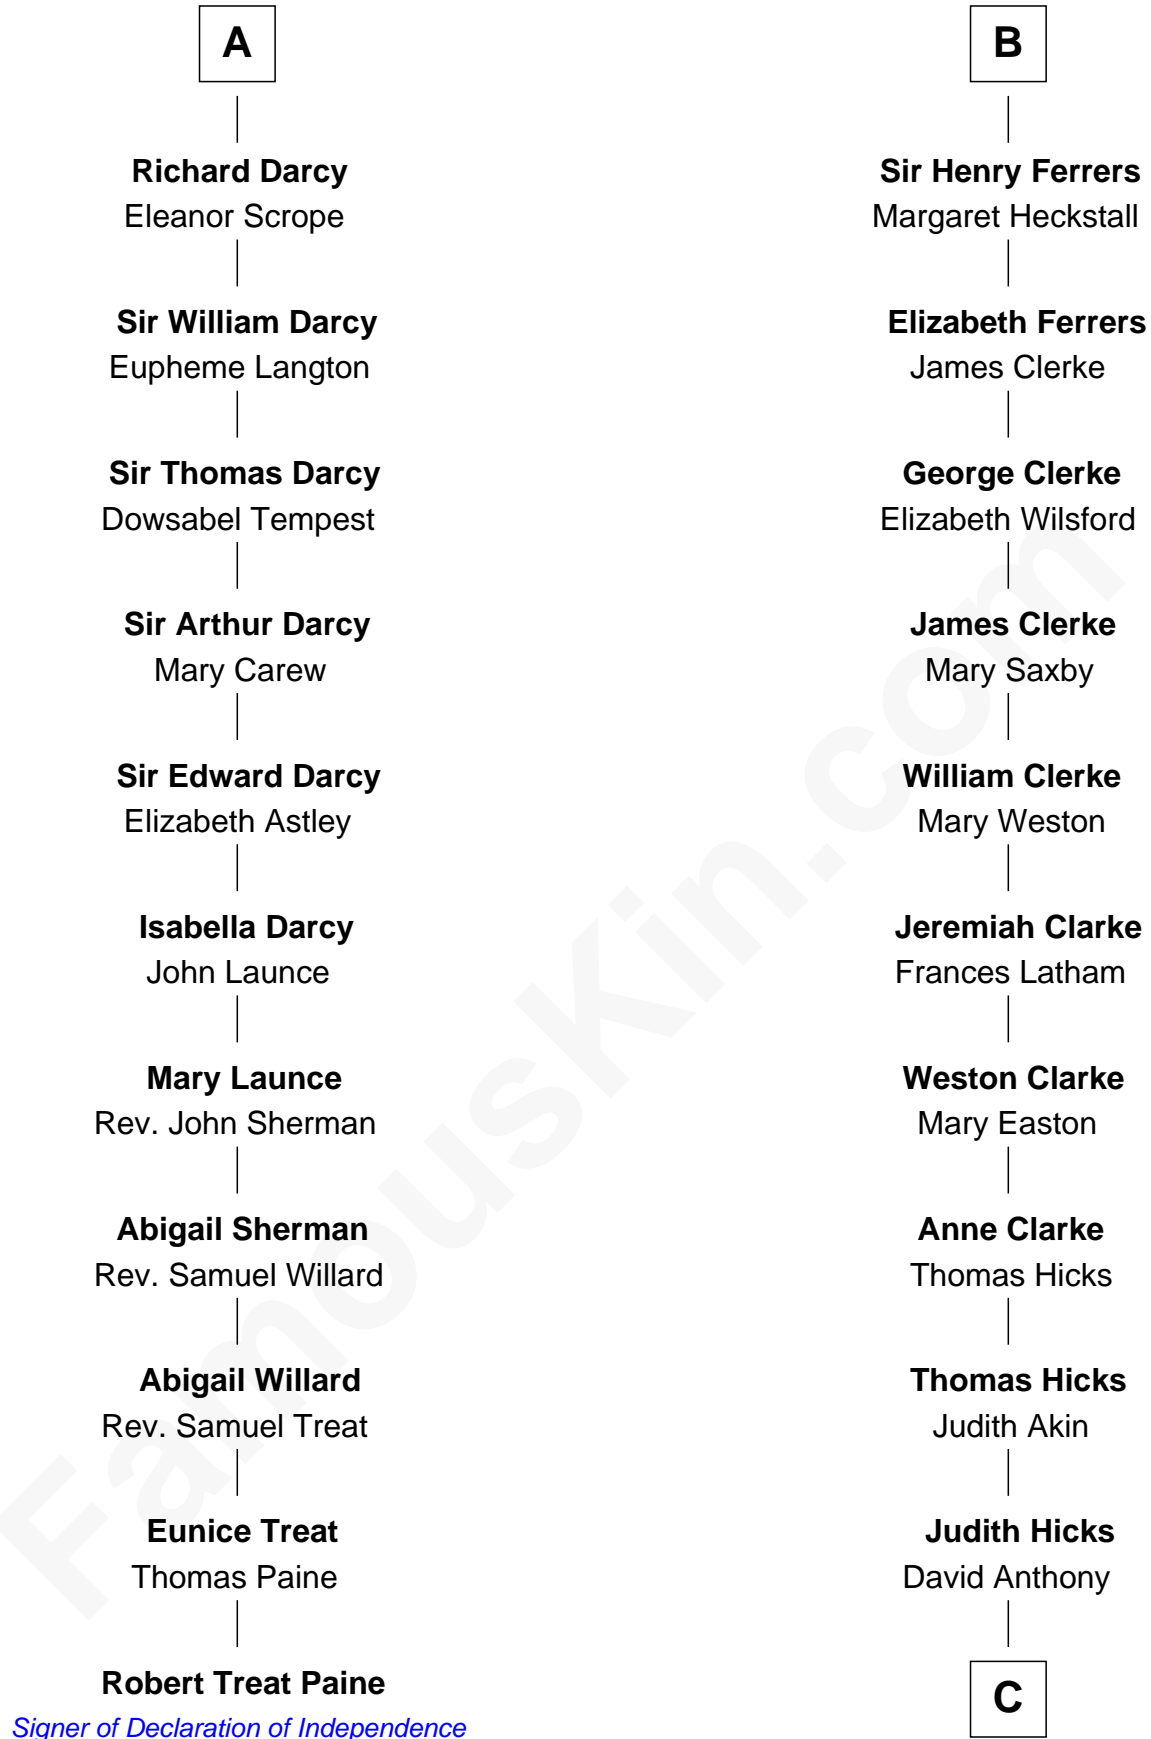 A
Richard Darcy
Eleanor Scrope
Sir William Darcy
Eupheme Langton
Sir Thomas Darcy
Dowsabel Tempest
Sir Arthur Darcy
Mary Carew
Sir Edward Darcy
Elizabeth Astley
Isabella Darcy
John Launce
Mary Launce
Rev. John Sherman
Abigail Sherman
Rev. Samuel Willard
Abigail Willard
Rev. Samuel Treat
Eunice Treat
Thomas Paine
Robert Treat Paine
Signer of Declaration of Independence
B
Sir Henry Ferrers
Margaret Heckstall
Elizabeth Ferrers
James Clerke
George Clerke
Elizabeth Wilsford
James Clerke
Mary Saxby
William Clerke
Mary Weston
Jeremiah Clarke
Frances Latham
Weston Clarke
Mary Easton
Anne Clarke
Thomas Hicks
Thomas Hicks
Judith Akin
Judith Hicks
David Anthony
C
FamousKin.com